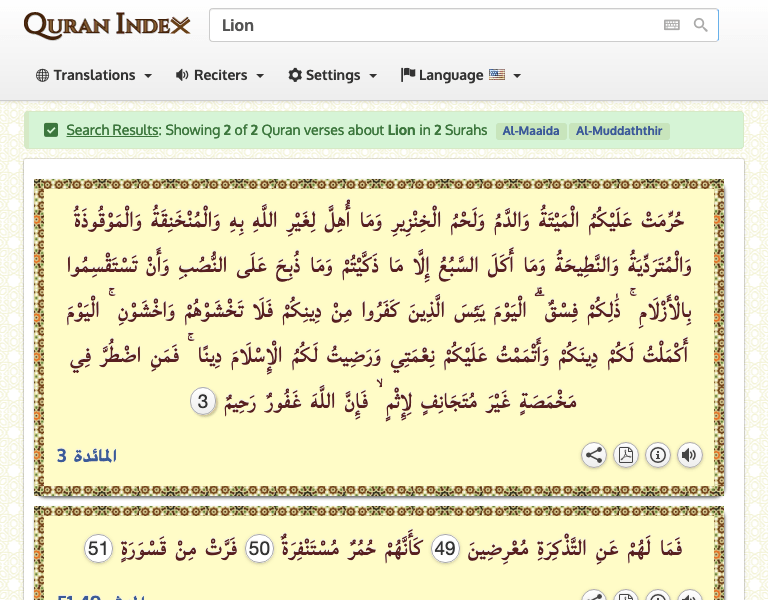 QURAN INDEX
Lion
Translations Reciters Settings Language
Search Results: Showing 2 of 2 Quran verses about Lion in 2 Surahs Al-Maaida Al-Muddaththir
حُرِّمَتْ عَلَيْكُمُ الْمَيْتَةُ وَالدَّمُ وَلَحْمُ الْخِنْزِيرِ وَمَا أُهِلَّ لِغَيْرِ اللَّهِ بِهِ وَالْمُنْخَنِقَةُ وَالْمَوْقُوذَةُ
وَالْمُتَرَدِّيَةُ وَالنَّطِيحَةُ وَمَا أَكَلَ السَّبُعُ إِلَّا مَا ذَكَّيْتُمْ وَمَا ذُبِحَ عَلَى النُّصُبِ وَأَنْ تَسْتَقْسِمُوا
بِالْأَزْلَامِ ۚ ذَٰلِكُمْ فِسْقٌ ۗ الْيَوْمَ يَئِسَ الَّذِينَ كَفَرُوا مِنْ دِينِكُمْ فَلَا تَخْشَوْهُمْ وَاخْشَوْنِ ۚ الْيَوْمَ
أَكْمَلْتُ لَكُمْ دِينَكُمْ وَأَتْمَمْتُ عَلَيْكُمْ نِعْمَتِي وَرَضِيتُ لَكُمُ الْإِسْلَامَ دِينًا ۚ فَمَنِ اضْطُرَّ فِي
مَخْمَصَةٍ غَيْرَ مُتَجَانِفٍ لِإِثْمٍ ۙ فَإِنَّ اللَّهَ غَفُورٌ رَحِيمٌ 3
المائدة 3
فَمَا لَهُمْ عَنِ التَّذْكِرَةِ مُعْرِضِينَ 49 كَأَنَّهُمْ حُمُرٌ مُسْتَنْفِرَةٌ 50 فَرَّتْ مِنْ قَسْوَرَةٍ 51